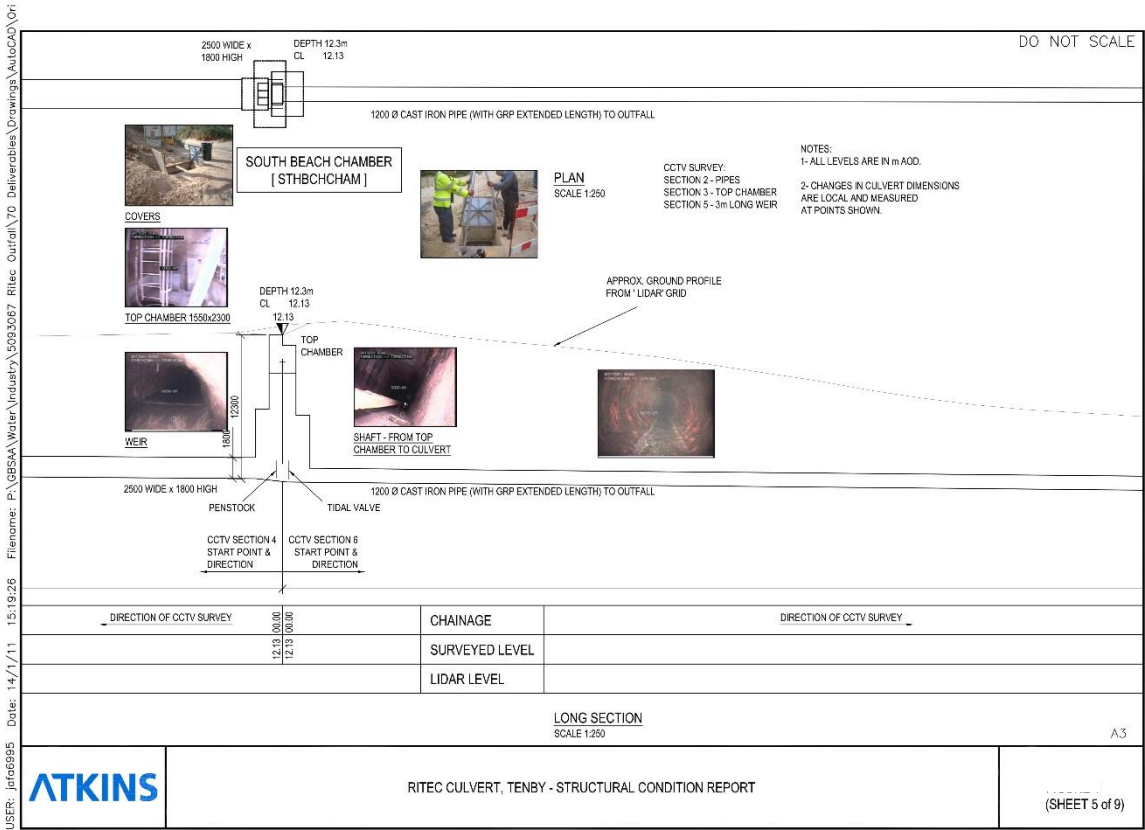 DO NOT SCALE
2500 WIDE x
1800 HIGH
DEPTH 12.3m
CL 12.13
1200 Ø CAST IRON PIPE (WITH GRP EXTENDED LENGTH) TO OUTFALL
SOUTH BEACH CHAMBER
[ STHBCHCHAM ]
COVERS
PLAN
SCALE 1:250
CCTV SURVEY:
SECTION 2 - PIPES
SECTION 3 - TOP CHAMBER
SECTION 5 - 3m LONG WEIR
NOTES:
1- ALL LEVELS ARE IN m AOD.
2- CHANGES IN CULVERT DIMENSIONS
ARE LOCAL AND MEASURED
AT POINTS SHOWN.
TOP CHAMBER 1550x2300
DEPTH 12.3m
CL 12.13
12.13
TOP
CHAMBER
APPROX. GROUND PROFILE
FROM ' LIDAR' GRID
WEIR
12300
1800
SHAFT - FROM TOP
CHAMBER TO CULVERT
2500 WIDE x 1800 HIGH
1200 Ø CAST IRON PIPE (WITH GRP EXTENDED LENGTH) TO OUTFALL
PENSTOCK
TIDAL VALVE
CCTV SECTION 4
START POINT &
DIRECTION
CCTV SECTION 6
START POINT &
DIRECTION
DIRECTION OF CCTV SURVEY
00.00
00.00
CHAINAGE
DIRECTION OF CCTV SURVEY
12.13
12.13
SURVEYED LEVEL
LIDAR LEVEL
LONG SECTION
SCALE 1:250
A3
ATKINS
RITEC CULVERT, TENBY - STRUCTURAL CONDITION REPORT
(SHEET 5 of 9)
USER: jafa6995 Date: 14/1/11 15:19:26 Filename: P:\GBSAA\Water\Industry\5093067 Ritec Outfall\70 Deliverables\Drawings\AutoCAD\Ori